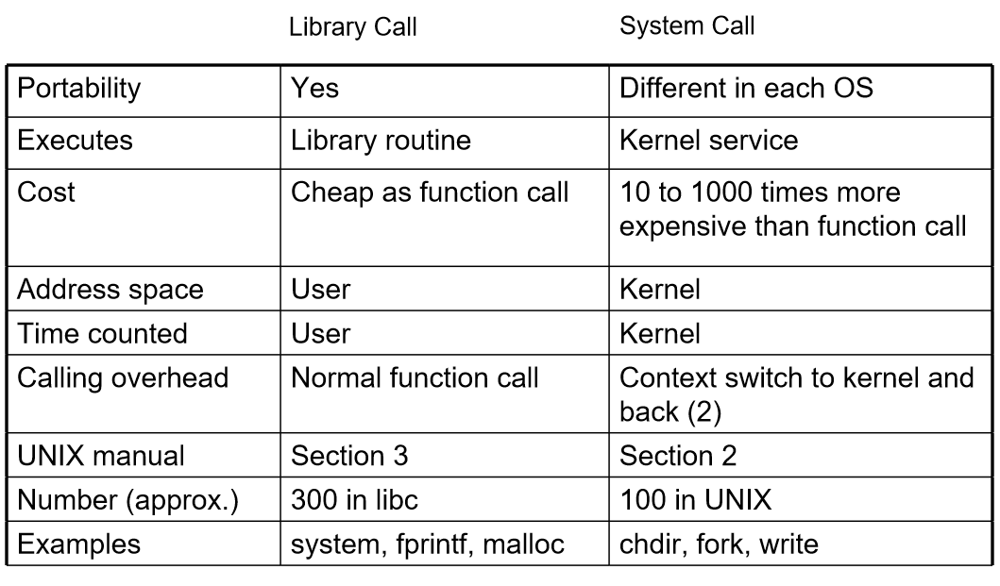 Library Call System Call
Portability Yes Different in each OS
Executes Library routine Kernel service
Cost Cheap as function call 10 to 1000 times more
expensive than function call
Address space User Kernel
Time counted User Kernel
Calling overhead Normal function call Context switch to kernel and
back (2)
UNIX manual Section 3 Section 2
Number (approx.) 300 in libc 100 in UNIX
Examples system, fprintf, malloc chdir, fork, write